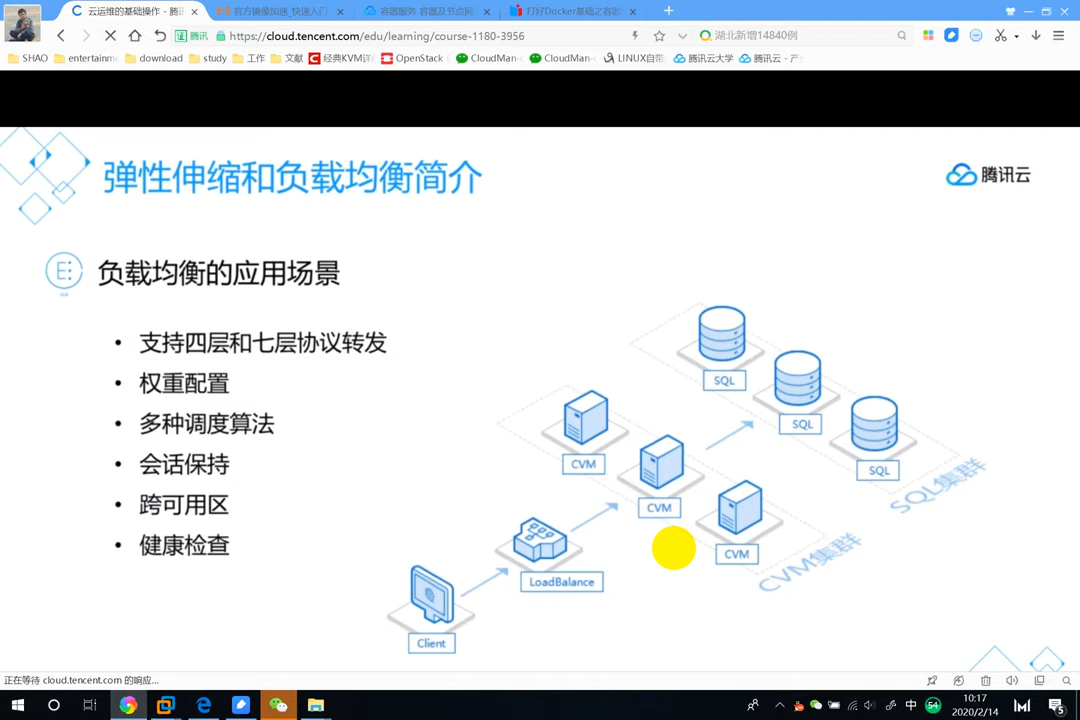 云运维的基础操作 - 腾讯
官方镜像加速_快速入门
容器服务 容器及节点网
打好Docker基础之容器
腾讯
https://cloud.tencent.com/edu/learning/course-1180-3956
湖北新增14840例
SHAO
entertainm
download
study
工作
文献
经典KVM详
OpenStack
CloudMan-
CloudMan-
LINUX自带
腾讯云大学
腾讯云 - 产
弹性伸缩和负载均衡简介
腾讯云
E:
负载均衡的应用场景
• 支持四层和七层协议转发
• 权重配置
• 多种调度算法
• 会话保持
• 跨可用区
• 健康检查
SQL
SQL
SQL
SQL集群
CVM
CVM
CVM
CVM集群
LoadBalance
Client
正在等待 cloud.tencent.com 的响应...
中
54
10:17
2020/2/14
5